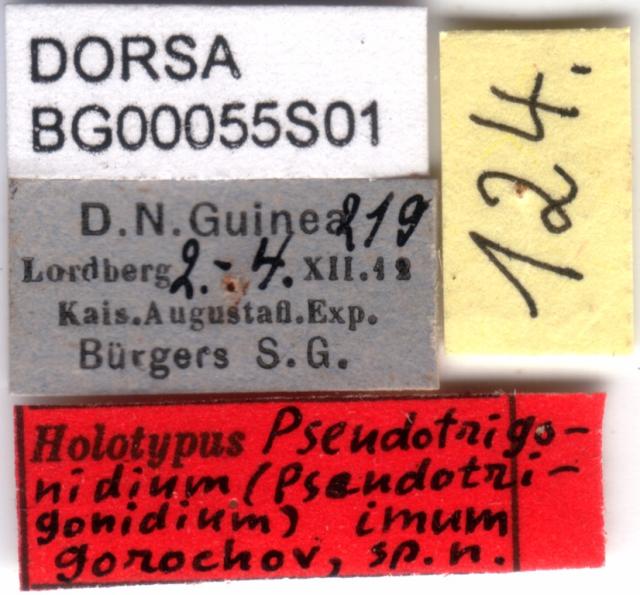 DORSA
BG00055S01
D.N.Guinea 219
Lordberg 2.-4. XII.12
Kais.Augustafl.Exp.
Bürgers S.G.
Holotypus Pseudotrigo-
nidium (Pseudotri-
gonidium) imum
gorochov, sp. n.
124.